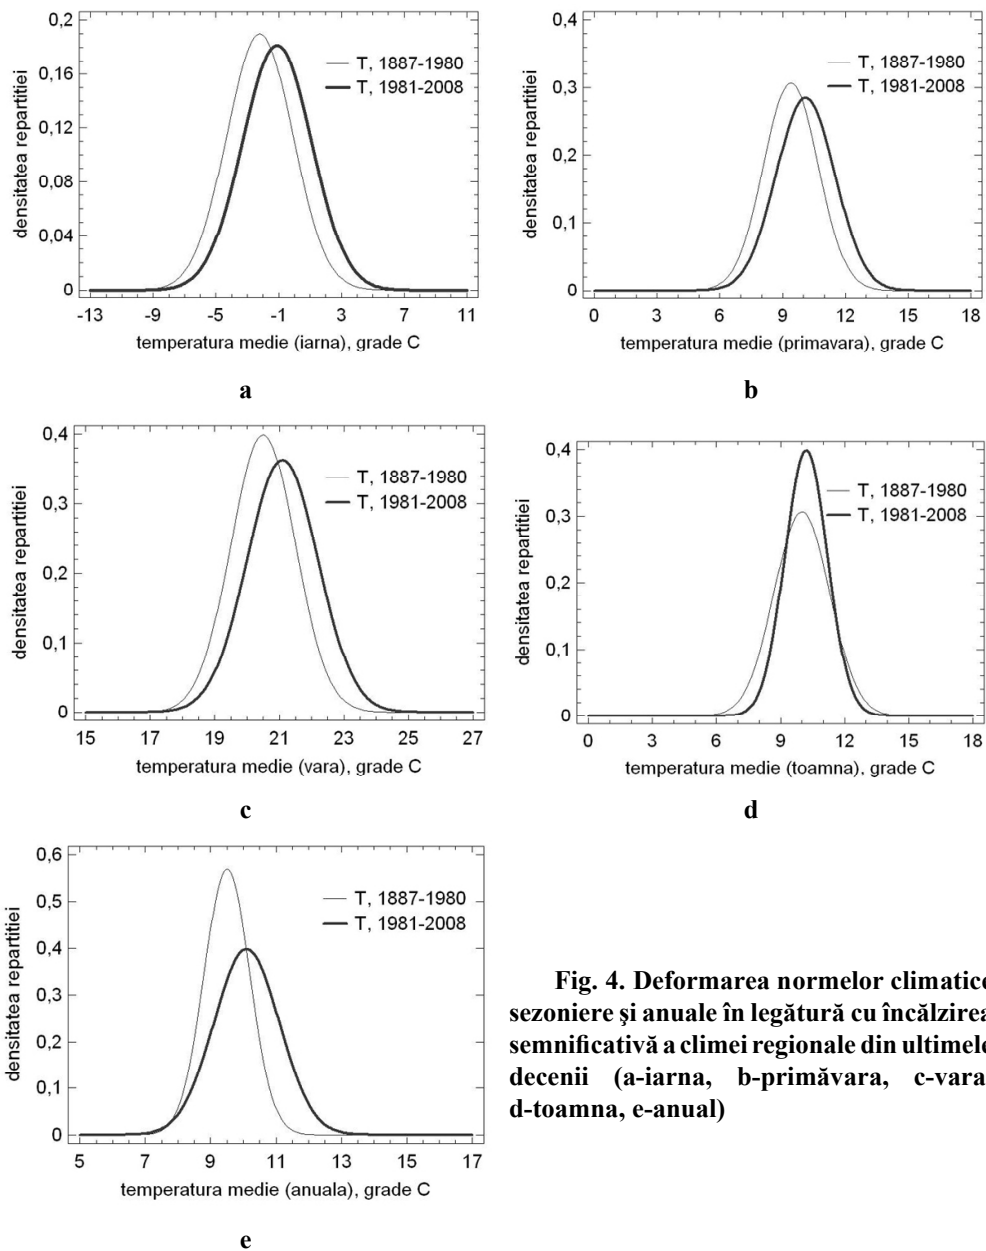 0,2
0,16
0,12
0,08
0,04
0
densitatea repartitiei
T, 1887-1980
T, 1981-2008
-13 -9 -5 -1 3 7 11
temperatura medie (iarna), grade C
a
0,4
0,3
0,2
0,1
0
densitatea repartitiei
T, 1887-1980
T, 1981-2008
0 3 6 9 12 15 18
temperatura medie (primavara), grade C
b
0,4
0,3
0,2
0,1
0
densitatea repartitiei
T, 1887-1980
T, 1981-2008
15 17 19 21 23 25 27
temperatura medie (vara), grade C
c
0,4
0,3
0,2
0,1
0
densitatea repartitiei
T, 1887-1980
T, 1981-2008
0 3 6 9 12 15 18
temperatura medie (toamna), grade C
d
0,6
0,5
0,4
0,3
0,2
0,1
0
densitatea repartitiei
T, 1887-1980
T, 1981-2008
5 7 9 11 13 15 17
temperatura medie (anuala), grade C
e
Fig. 4. Deformarea normelor climatice
sezoniere şi anuale în legătură cu încălzirea
semnificativă a climei regionale din ultimele
decenii (a-iarna, b-primăvara, c-vara
d-toamna, e-anual)